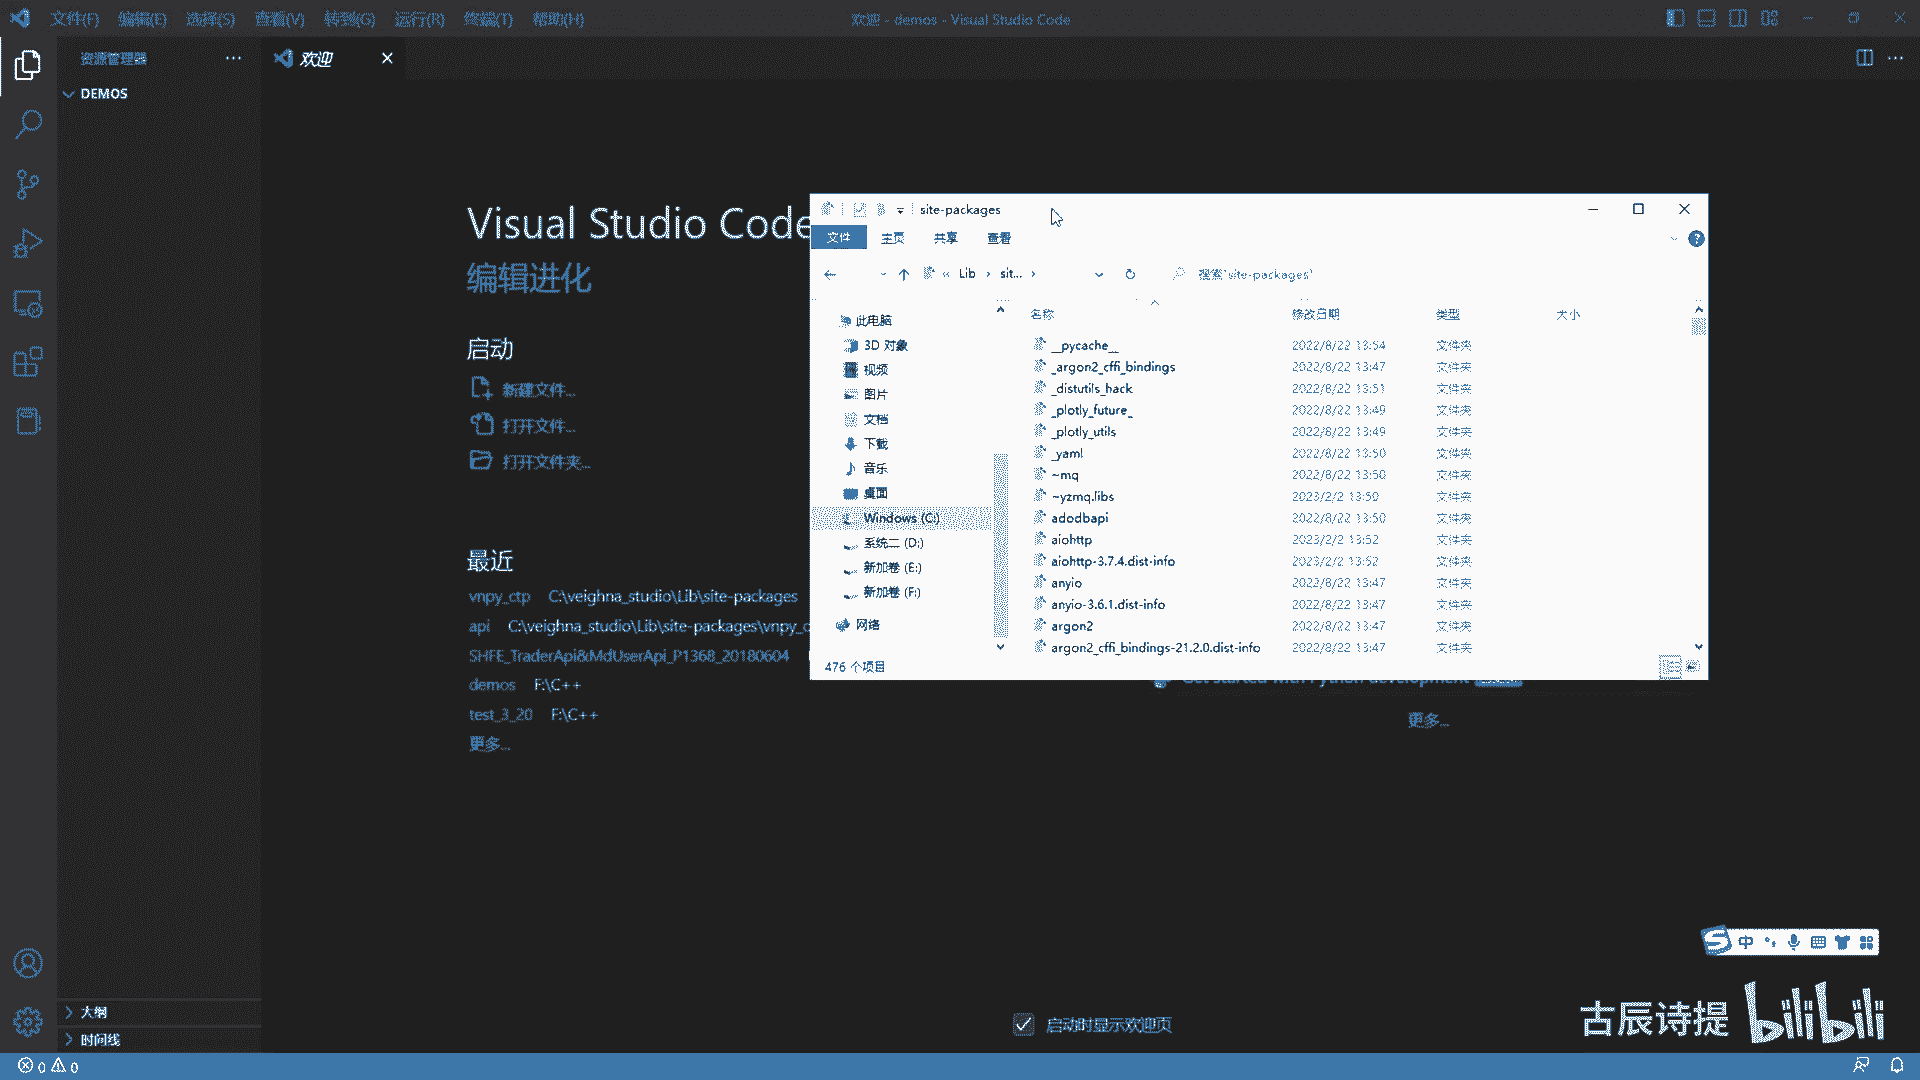 文件(F) 编辑(E) 选择(S) 查看(V) 转到(G) 运行(R) 终端(T) 帮助(H)
欢迎 - demos - Visual Studio Code
资源管理器
欢迎
DEMOS
Visual Studio Code
编辑进化
启动
新建文件...
打开文件...
打开文件夹...
最近
vnpy_ctp C:\veighna_studio\Lib\site-packages
api C:\veighna_studio\Lib\site-packages\vnpy_c
SHFE_TraderApi&MdUserApi_P1368_20180604
demos F:\C++
test_3_20 F:\C++
更多...
site-packages
文件 主页 共享 查看
Lib sit...
搜索"site-packages"
此电脑
3D 对象
视频
图片
文档
下载
音乐
桌面
Windows (C:)
系统二 (D:)
新加卷 (E:)
新加卷 (F:)
网络
名称 修改日期 类型 大小
__pycache__ 2022/8/22 13:54 文件夹
_argon2_cffi_bindings 2022/8/22 13:47 文件夹
_distutils_hack 2022/8/22 13:51 文件夹
_plotly_future_ 2022/8/22 13:49 文件夹
_plotly_utils 2022/8/22 13:49 文件夹
_yaml 2022/8/22 13:50 文件夹
~mq 2022/8/22 13:50 文件夹
~yzmq.libs 2023/2/2 13:50 文件夹
adodbapi 2022/8/22 13:50 文件夹
aiohttp 2023/2/2 13:52 文件夹
aiohttp-3.7.4.dist-info 2023/2/2 13:52 文件夹
anyio 2022/8/22 13:47 文件夹
anyio-3.6.1.dist-info 2022/8/22 13:47 文件夹
argon2 2022/8/22 13:47 文件夹
argon2_cffi_bindings-21.2.0.dist-info 2022/8/22 13:47 文件夹
476 个项目
Get started with Python development
更多...
中
大纲
时间线
启动时显示欢迎页
古辰诗提
bilibili
0 0